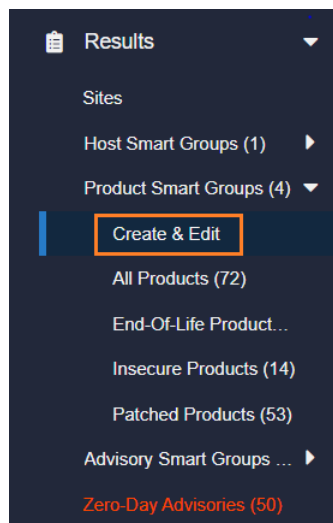 Results
Sites
Host Smart Groups (1)
Product Smart Groups (4)
Create & Edit
All Products (72)
End-Of-Life Product...
Insecure Products (14)
Patched Products (53)
Advisory Smart Groups ...
Zero-Day Advisories (50)